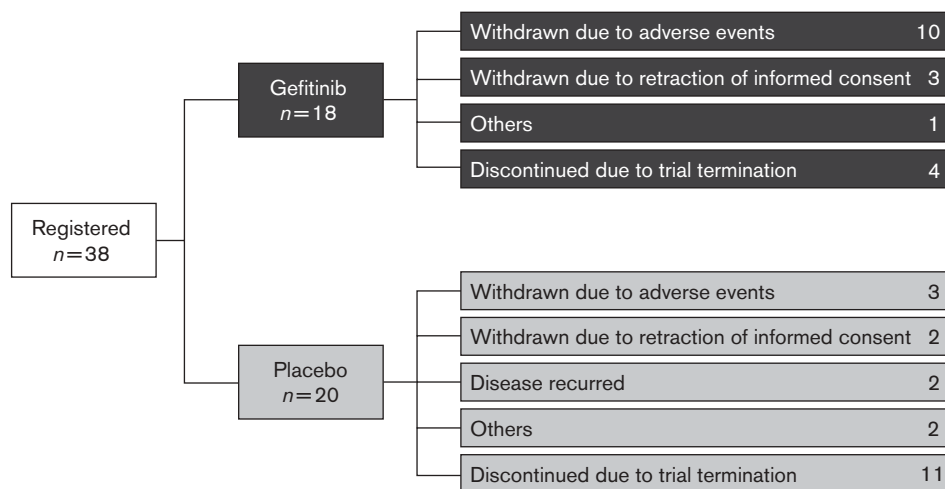 Registered
n=38
Gefitinib
n=18
Withdrawn due to adverse events 10
Withdrawn due to retraction of informed consent 3
Others 1
Discontinued due to trial termination 4
Placebo
n=20
Withdrawn due to adverse events 3
Withdrawn due to retraction of informed consent 2
Disease recurred 2
Others 2
Discontinued due to trial termination 11